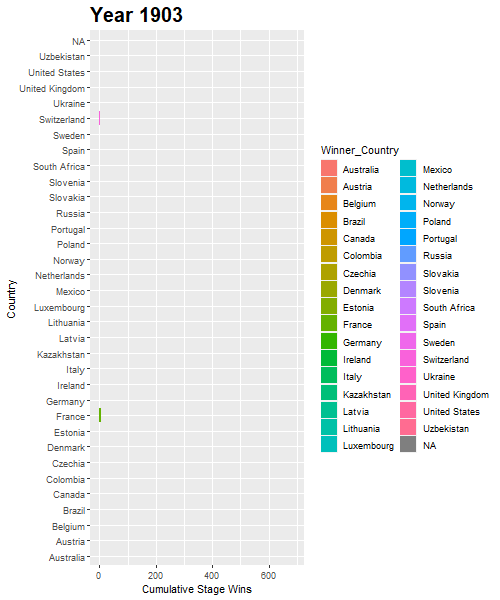 Year 1903
NA
Uzbekistan
United States
United Kingdom
Ukraine
Switzerland
Sweden
Spain
South Africa
Slovenia
Slovakia
Russia
Portugal
Poland
Norway
Netherlands
Mexico
Luxembourg
Lithuania
Latvia
Kazakhstan
Italy
Ireland
Germany
France
Estonia
Denmark
Czechia
Colombia
Canada
Brazil
Belgium
Austria
Australia
Country
0 200 400 600
Cumulative Stage Wins
Winner_Country
Australia
Austria
Belgium
Brazil
Canada
Colombia
Czechia
Denmark
Estonia
France
Germany
Ireland
Italy
Kazakhstan
Latvia
Lithuania
Luxembourg
Mexico
Netherlands
Norway
Poland
Portugal
Russia
Slovakia
Slovenia
South Africa
Spain
Sweden
Switzerland
Ukraine
United Kingdom
United States
Uzbekistan
NA